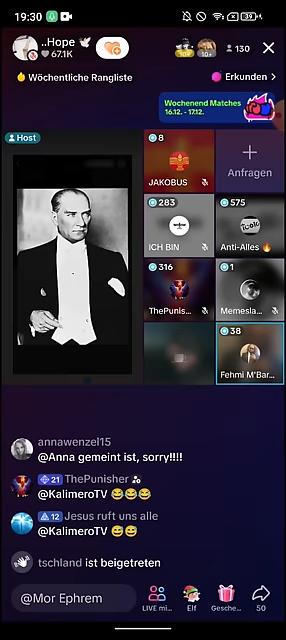 19:30
39
..Hope 🕊
67.1K
10+
10+
130
Wöchentliche Rangliste
Erkunden >
Wochenend Matches
16.12. - 17.12.
Host
8
JAKOBUS
+
Anfragen
283
ICH BIN
575
Anti-Alles 🔥
316
ThePunis...
1
Memesla...
38
Fehmi M'Bar...
annawenzel15
@Anna gemeint ist, sorry!!!!
21 ThePunisher
@KalimeroTV 😂😂😂
12 Jesus ruft uns alle
@KalimeroTV 😅😅
tschland ist beigetreten
@Mor Ephrem
LIVE mi...
Elf
Gesche...
50